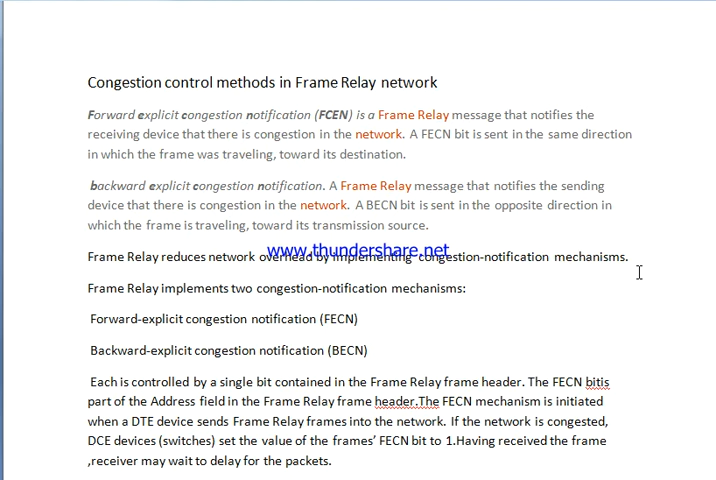 Congestion control methods in Frame Relay network
Forward explicit congestion notification (FCEN) is a Frame Relay message that notifies the
receiving device that there is congestion in the network. A FECN bit is sent in the same direction
in which the frame was traveling, toward its destination.
backward explicit congestion notification. A Frame Relay message that notifies the sending
device that there is congestion in the network. A BECN bit is sent in the opposite direction in
which the frame is traveling, toward its transmission source.
www.thundershare.net
Frame Relay reduces network overhead by implementing congestion-notification mechanisms.
Frame Relay implements two congestion-notification mechanisms:
Forward-explicit congestion notification (FECN)
Backward-explicit congestion notification (BECN)
Each is controlled by a single bit contained in the Frame Relay frame header. The FECN bitis
part of the Address field in the Frame Relay frame header.The FECN mechanism is initiated
when a DTE device sends Frame Relay frames into the network. If the network is congested,
DCE devices (switches) set the value of the frames’ FECN bit to 1.Having received the frame
,receiver may wait to delay for the packets.